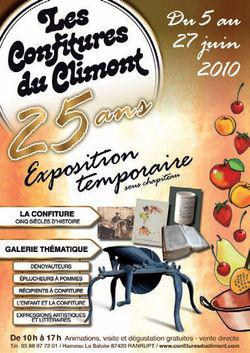 Les
Confitures
du Climont
Du 5 au
27 juin
2010
25 ans
Exposition
temporaire
sous chapiteau
LA CONFITURE
CINQ SIÈCLES D'HISTOIRE
GALERIE THÉMATIQUE
DÉNOYAUTEURS
ÉPLUCHEURS À POMMES
RÉCIPIENTS À CONFITURE
L'ENFANT ET LA CONFITURE
EXPRESSIONS ARTISTIQUES
ET LITTÉRAIRES
De 10h à 17h Animations, visite et dégustation gratuites - vente directe
Tél. 03 88 97 72 01 / Hameau La Salcée 67420 RANRUPT / www.confituresduclimont.com